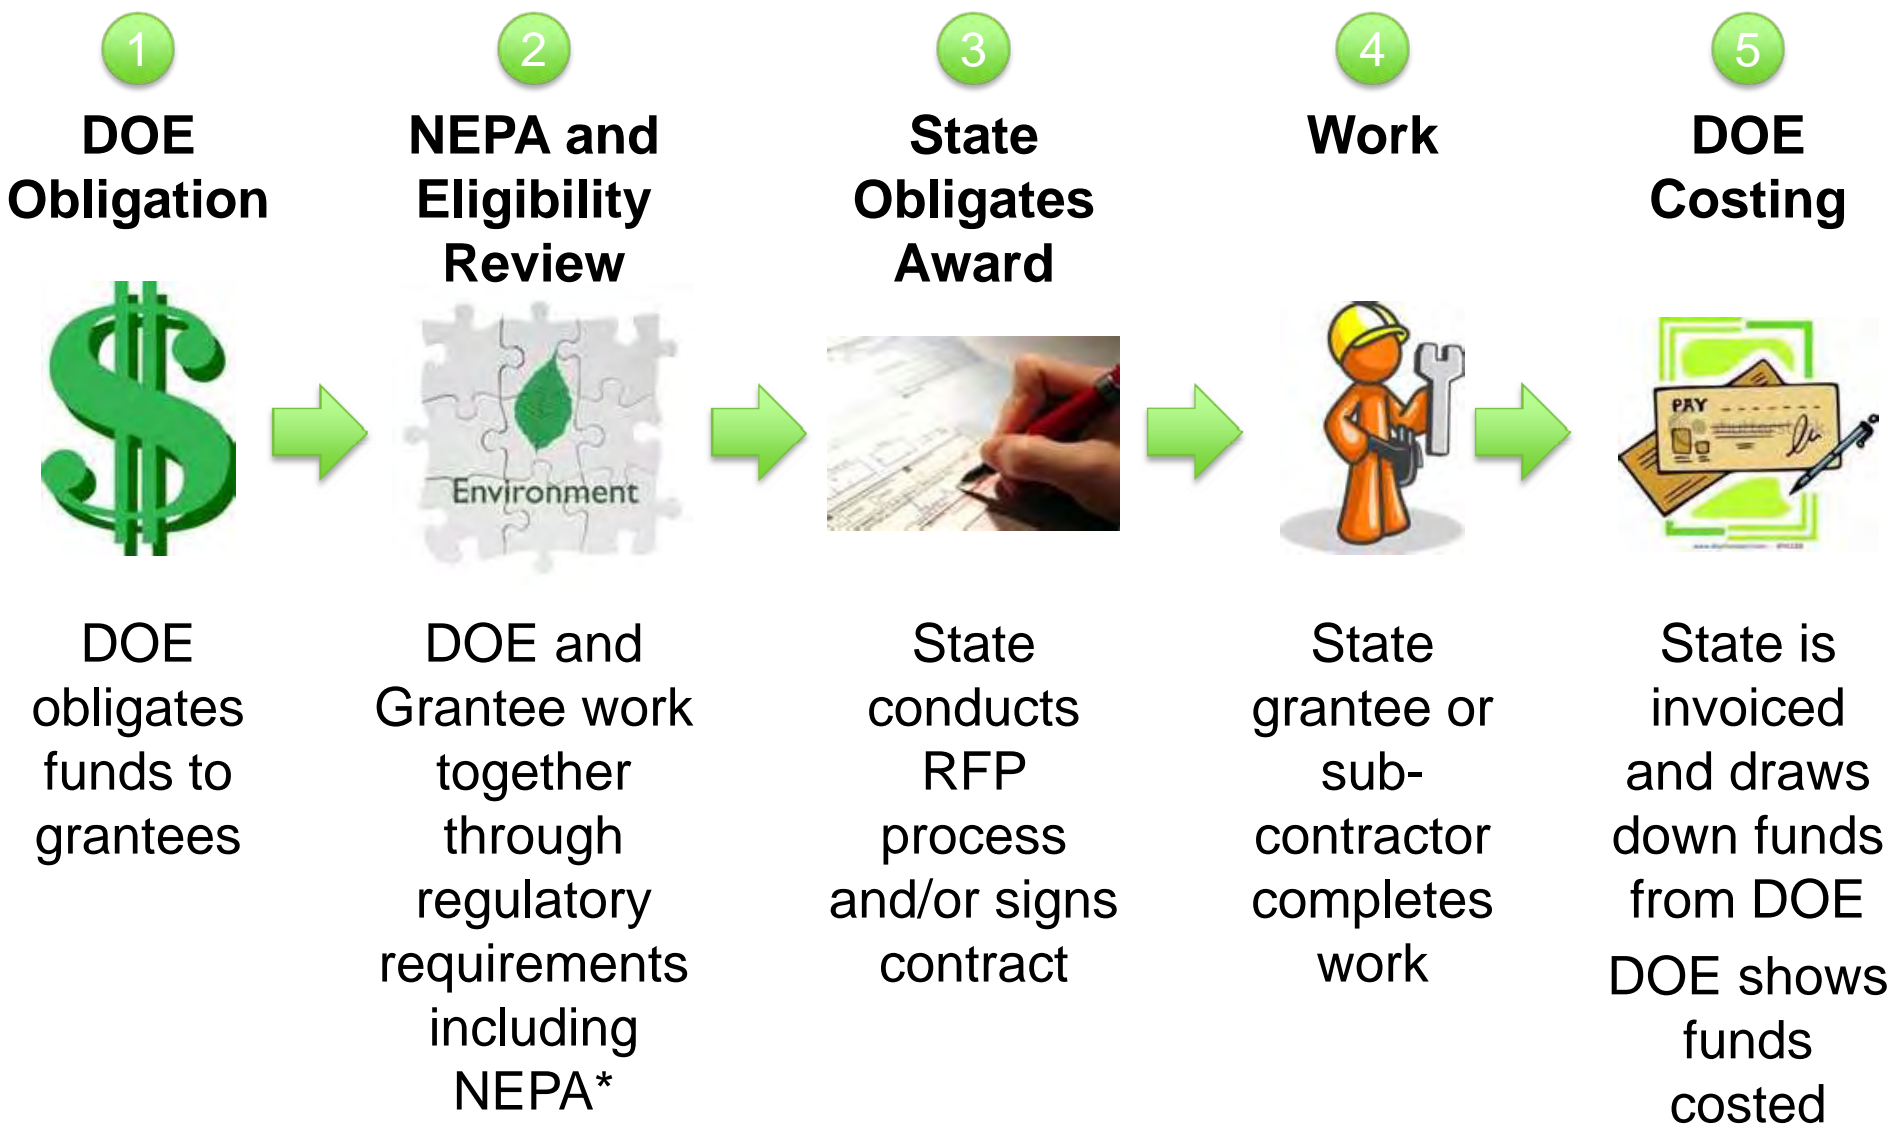 1
DOE
Obligation
DOE
obligates
funds to
grantees
2
NEPA and
Eligibility
Review
Environment
DOE and
Grantee work
together
through
regulatory
requirements
including
NEPA*
3
State
Obligates
Award
State
conducts
RFP
process
and/or signs
contract
4
Work
State
grantee or
sub-
contractor
completes
work
5
DOE
Costing
PAY
State is
invoiced
and draws
down funds
from DOE
DOE shows
funds
costed